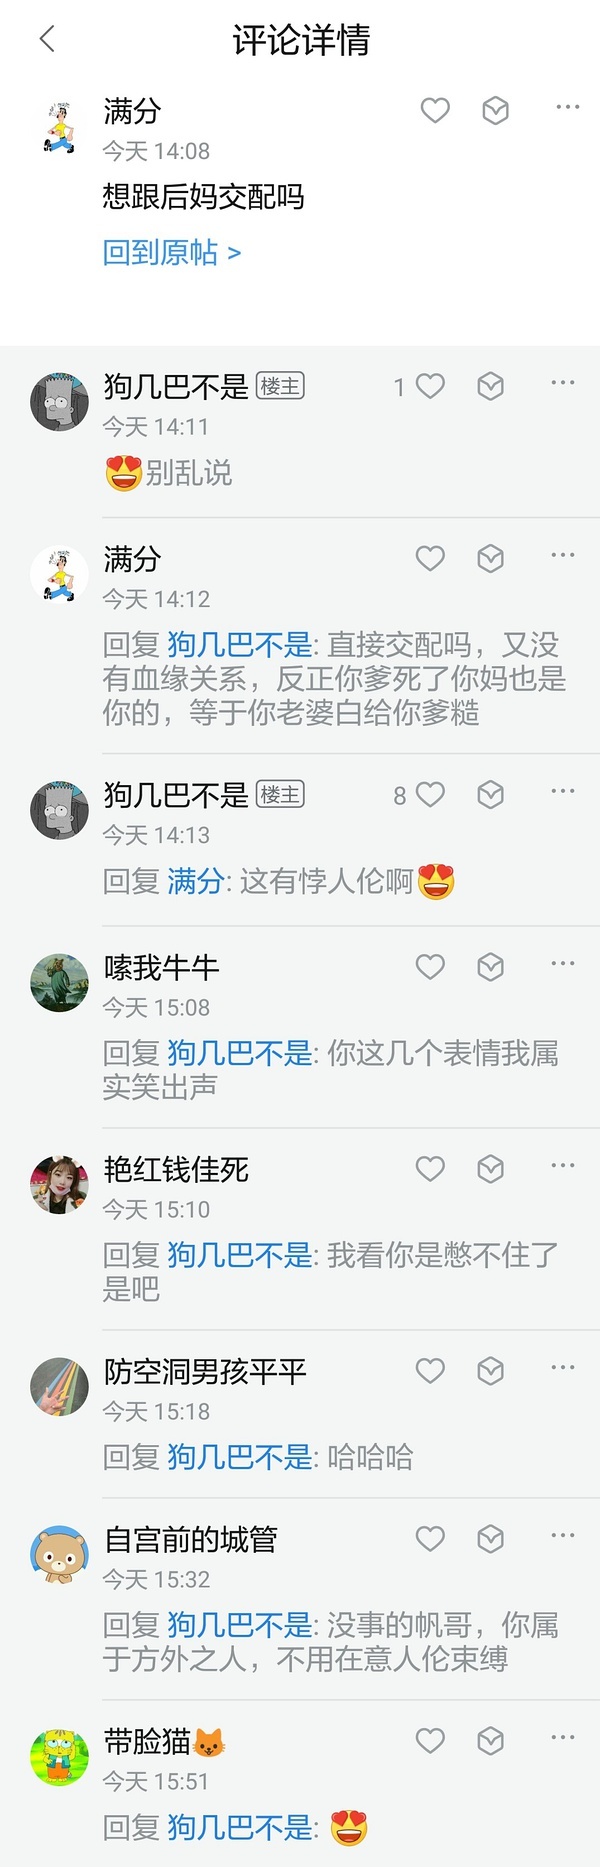 评论详情
满分
今天 14:08
想跟后妈交配吗
回到原帖 >
狗几巴不是 楼主 1
今天 14:11
😍别乱说
满分
今天 14:12
回复 狗几巴不是: 直接交配吗，又没
有血缘关系，反正你爹死了你妈也是
你的，等于你老婆白给你爹糙
狗几巴不是 楼主 8
今天 14:13
回复 满分: 这有悖人伦啊😍
嗦我牛牛
今天 15:08
回复 狗几巴不是: 你这几个表情我属
实笑出声
艳红钱佳死
今天 15:10
回复 狗几巴不是: 我看你是憋不住了
是吧
防空洞男孩平平
今天 15:18
回复 狗几巴不是: 哈哈哈
自宫前的城管
今天 15:32
回复 狗几巴不是: 没事的帆哥，你属
于方外之人，不用在意人伦束缚
带脸猫🐱
今天 15:51
回复 狗几巴不是: 😍